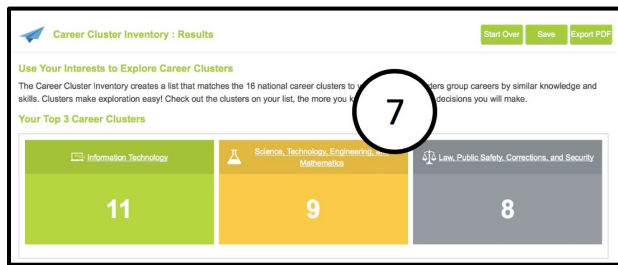 Career Cluster Inventory : Results
Start Over
Save
Export PDF
Use Your Interests to Explore Career Clusters
The Career Cluster Inventory creates a list that matches the 16 national career clusters to group careers by similar knowledge and
skills. Clusters make exploration easy! Check out the clusters on your list, the more you decisions you will make.
7
Your Top 3 Career Clusters
Information Technology
Science, Technology, Engineering,
Mathematics
Law, Public Safety, Corrections, and Security
11
9
8